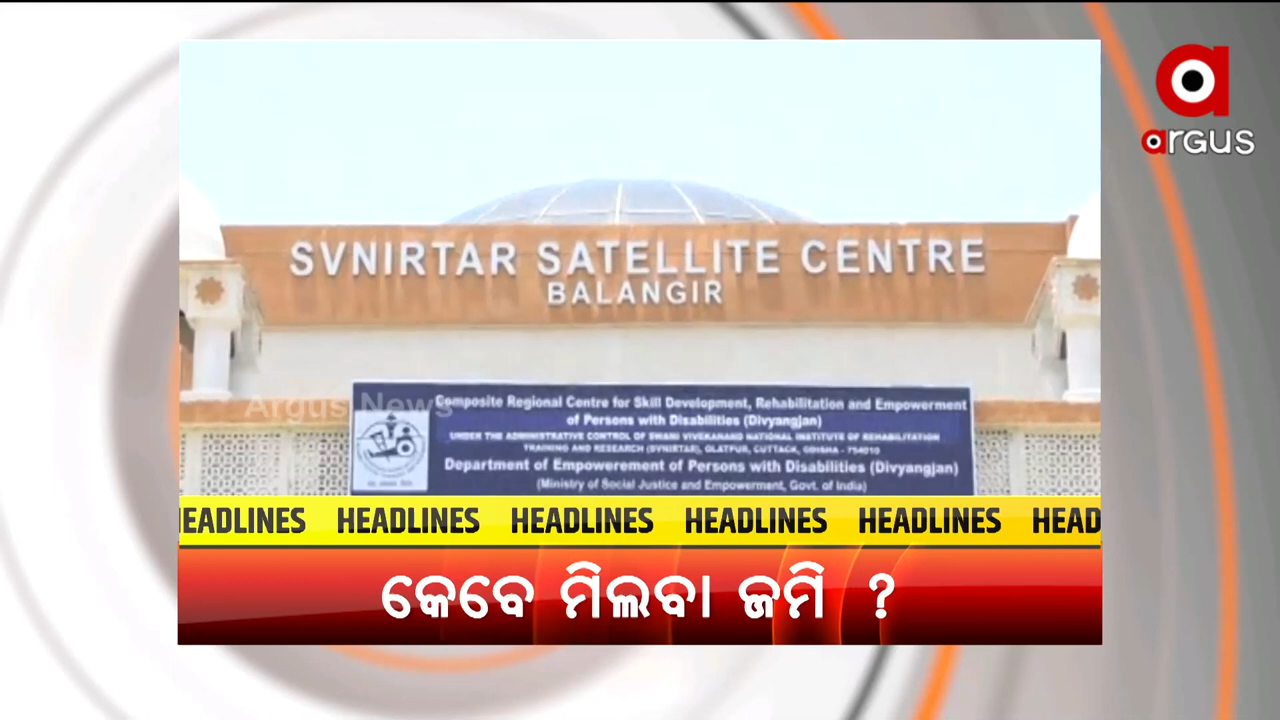 argus
SVNIRTAR SATELLITE CENTRE
BALANGIR
Argus News
Composite Regional Centre for Skill Development, Rehabilitation and Empowerment
of Persons with Disabilities (Divyangjan)
UNDER THE ADMINISTRATIVE CONTROL OF SWAMI VIVEKANAND NATIONAL INSTITUTE OF REHABILITATION
TRAINING AND RESEARCH (SVNIRTAR), OLATPUR, CUTTACK, ODISHA - 754010
Department of Empowerement of Persons with Disabilities (Divyangjan)
(Ministry of Social Justice and Empowerment, Govt. of India)
HEADLINES HEADLINES HEADLINES HEADLINES HEADLINES HEAD
କେବେ ମିଳବ ଜମି ?